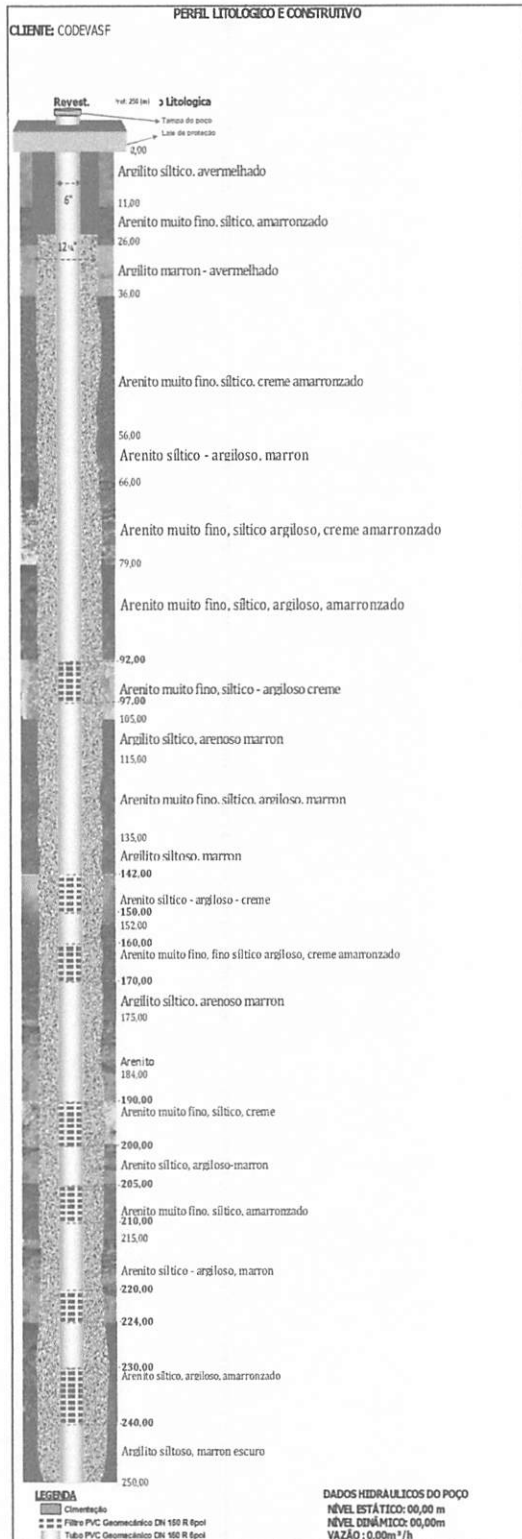 PERFIL LITOLÓGICO E CONSTRUTIVO
CLIENTE: CODEVASF
Revest. Prof. 250 (m) Litologica
Tampa do poço
Laje de proteção
0,00
Argilito síltico, avermelhado
6"
11,00
Arenito muito fino, síltico, amarronzado
26,00
12 ¼"
Argilito marron - avermelhado
36,00
Arenito muito fino, síltico, creme amarronzado
56,00
Arenito síltico - argiloso, marron
66,00
Arenito muito fino, síltico argiloso, creme amarronzado
79,00
Arenito muito fino, síltico, argiloso, amarronzado
92,00
Arenito muito fino, síltico - argiloso creme
97,00
105,00
Argilito síltico, arenoso marron
115,00
Arenito muito fino, síltico, argiloso, marron
135,00
Argilito siltoso, marron
142,00
Arenito síltico - argiloso - creme
150,00
152,00
160,00
Arenito muito fino, fino síltico argiloso, creme amarronzado
170,00
Argilito síltico, arenoso marron
175,00
Arenito
184,00
190,00
Arenito muito fino, síltico, creme
200,00
Arenito síltico, argiloso-marron
205,00
Arenito muito fino, síltico, amarronzado
210,00
215,00
Arenito síltico - argiloso, marron
220,00
224,00
230,00
Arenito síltico, argiloso, amarronzado
240,00
Argilito siltoso, marron escuro
250,00
LEGENDA
Cimenteção
Filtro PVC Geomecânico DN 150 R 6pol
Tubo PVC Geomecânico DN 150 R 6pol
DADOS HIDRAULICOS DO POÇO
NÍVEL ESTÁTICO: 00,00 m
NÍVEL DINÂMICO: 00,00m
VAZÃO : 0,00m³/h